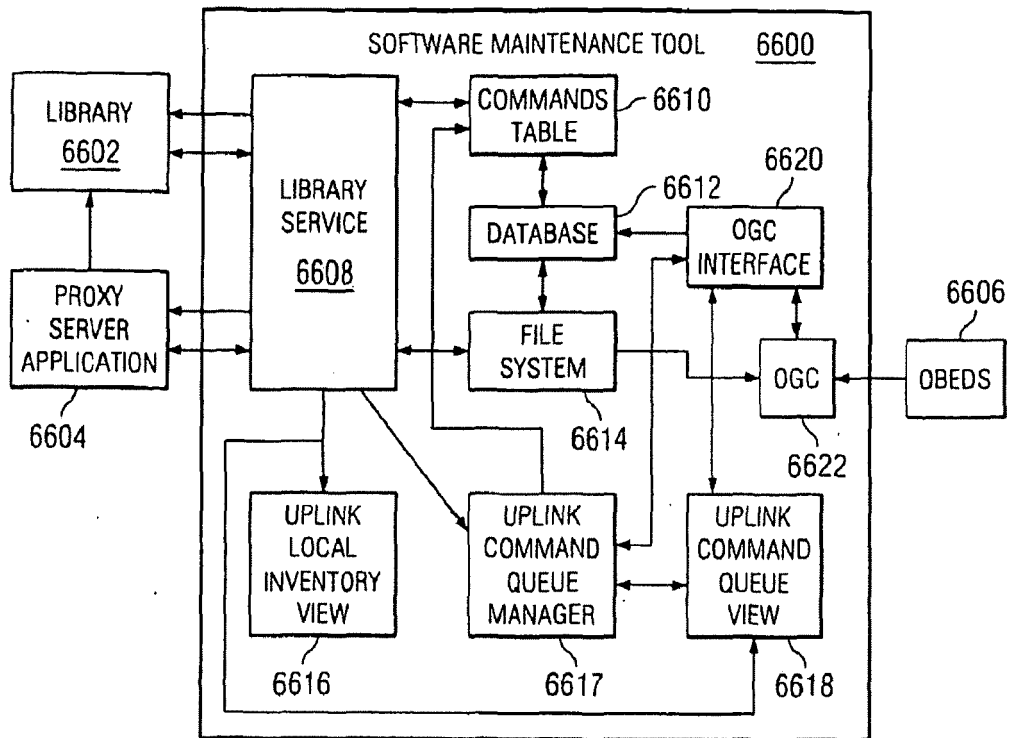 SOFTWARE MAINTENANCE TOOL 6600
LIBRARY
6602
PROXY
SERVER
APPLICATION
6604
LIBRARY
SERVICE
6608
COMMANDS
TABLE
6610
DATABASE
6612
FILE
SYSTEM
6614
OGC
INTERFACE
6620
OGC
6622
OBEDS
6606
UPLINK
LOCAL
INVENTORY
VIEW
6616
UPLINK
COMMAND
QUEUE
MANAGER
6617
UPLINK
COMMAND
QUEUE
VIEW
6618